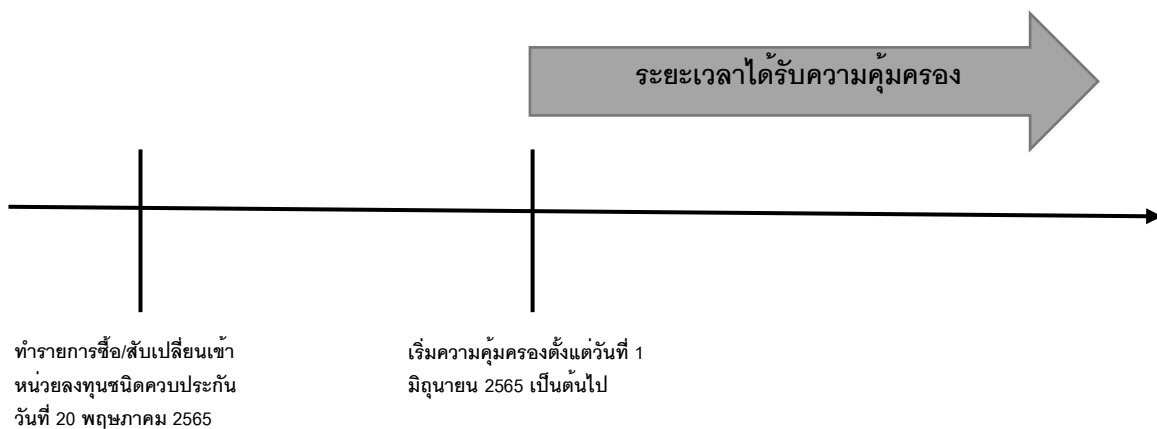 ระยะเวลาได้รับความคุ้มครอง
ทำรายการซื้อ/สับเปลี่ยนเข้า
หน่วยลงทุนชนิดควบประกัน
วันที่ 20 พฤษภาคม 2565
เริ่มความคุ้มครองตั้งแต่วันที่ 1
มิถุนายน 2565 เป็นต้นไป